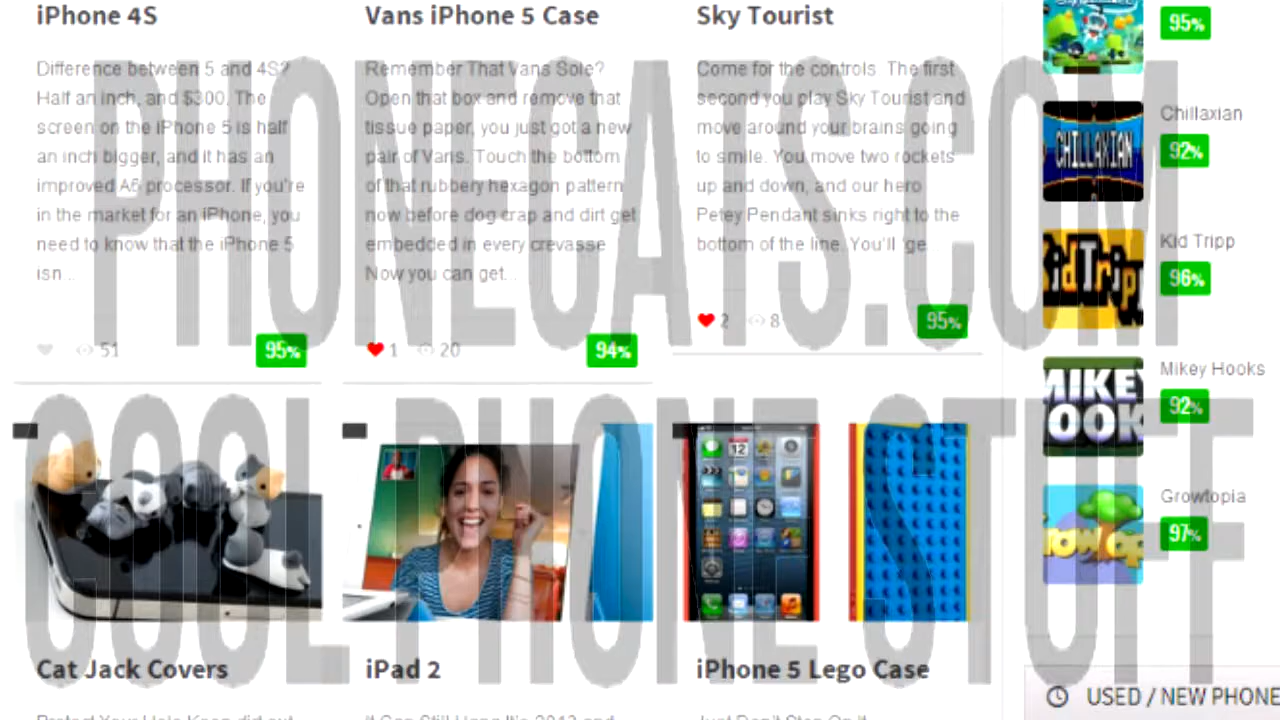 iPhone 4S
Difference between 5 and 4S?
Half an inch, and $300. The
screen on the iPhone 5 is half
an inch bigger, and it has an
improved A6 processor. If you're
in the market for an iPhone, you
need to know that the iPhone 5
isn...
51
95%
Vans iPhone 5 Case
Remember That Vans Sole?
Open that box and remove that
tissue paper, you just got a new
pair of Vans. Touch the bottom
of that rubbery hexagon pattern
now before dog crap and dirt get
embedded in every crevasse
Now you can get...
1
20
94%
Sky Tourist
Come for the controls The first
second you play Sky Tourist and
move around your brains going
to smile. You move two rockets
up and down, and our hero
Petey Pendant sinks right to the
bottom of the line. You'll 'ge
2
8
95%
95%
Chillaxian
CHILLAXIAN
92%
Kid Tripp
KidTripp
96%
Mikey Hooks
MIKEY
OOK
92%
Growtopia
97%
PHONECATS.COM
COOL PHONE STUFF
12
Cat Jack Covers
iPad 2
iPhone 5 Lego Case
USED / NEW PHONE